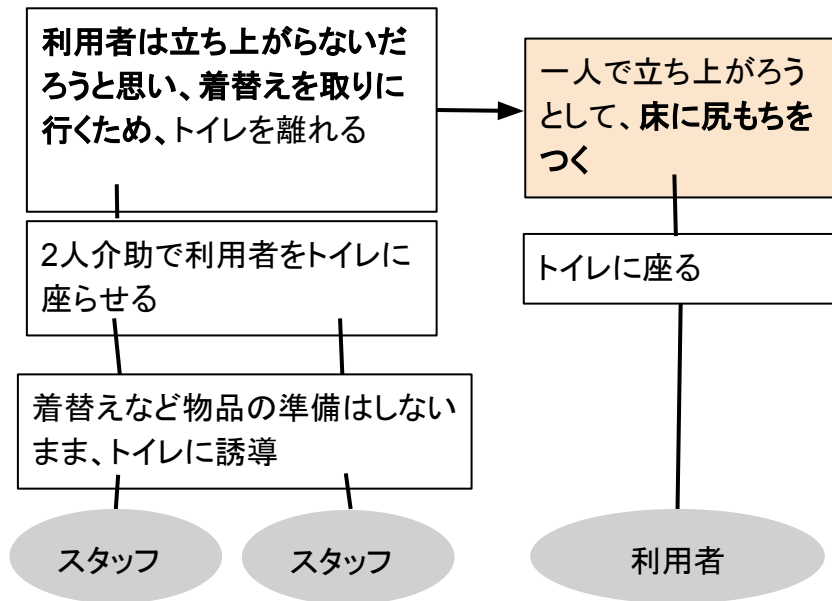 利用者は立ち上がらないだ
ろうと思い、着替えを取りに
行くため、トイレを離れる
一人で立ち上がろう
として、床に尻もちを
つく
2人介助で利用者をトイレに
座らせる
トイレに座る
着替えなど物品の準備はしない
まま、トイレに誘導
スタッフ
スタッフ
利用者